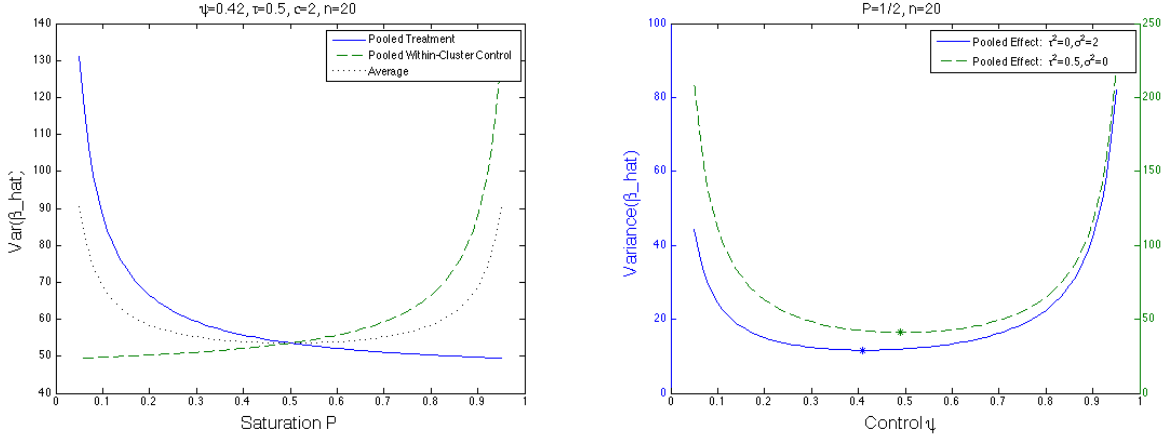 ψ=0.42, τ=0.5, σ=2, n=20
140
130
120
110
100
90
80
70
60
50
40
Var(β_hat)
Pooled Treatment
Pooled Within-Cluster Control
Average
0 0.1 0.2 0.3 0.4 0.5 0.6 0.7 0.8 0.9 1
Saturation P
P=1/2, n=20
100
80
60
40
20
0
Variance(β_hat)
Pooled Effect: τ²=0,σ²=2
Pooled Effect: τ²=0.5,σ²=0
250
200
150
100
50
0
0 0.1 0.2 0.3 0.4 0.5 0.6 0.7 0.8 0.9 1
Control ψ